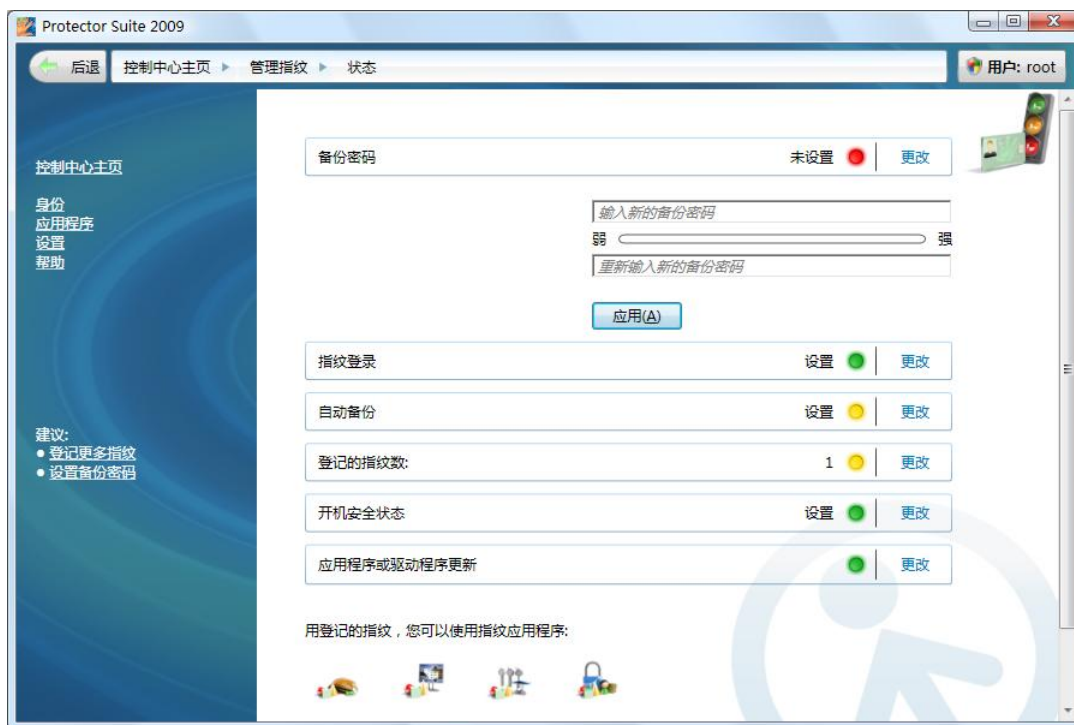 Protector Suite 2009
后退 控制中心主页 管理指纹 状态 用户: root
控制中心主页
身份
应用程序
设置
帮助
建议:
登记更多指纹
设置备份密码
备份密码 未设置 更改
输入新的备份密码
弱 强
重新输入新的备份密码
应用(A)
指纹登录 设置 更改
自动备份 设置 更改
登记的指纹数: 1 更改
开机安全状态 设置 更改
应用程序或驱动程序更新 更改
用登记的指纹，您可以使用指纹应用程序: